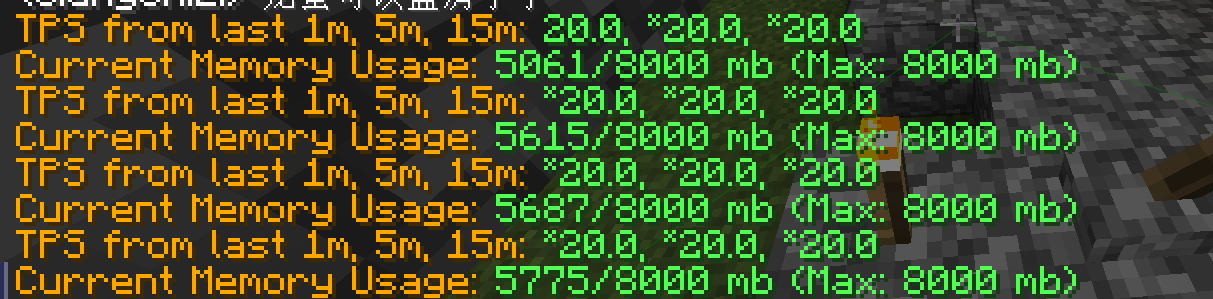 TPS from last 1m, 5m, 15m: 20.0, *20.0, *20.0
Current Memory Usage: 5061/8000 mb (Max: 8000 mb)
TPS from last 1m, 5m, 15m: *20.0, *20.0, *20.0
Current Memory Usage: 5615/8000 mb (Max: 8000 mb)
TPS from last 1m, 5m, 15m: *20.0, *20.0, *20.0
Current Memory Usage: 5687/8000 mb (Max: 8000 mb)
TPS from last 1m, 5m, 15m: *20.0, *20.0, *20.0
Current Memory Usage: 5775/8000 mb (Max: 8000 mb)